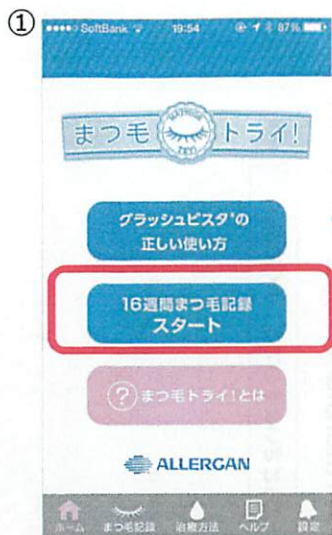 ①
SoftBank 19:54 87%
まつ毛 トライ!
グラッシュビスタ®の
正しい使い方
16週間まつ毛記録
スタート
? まつ毛トライ!とは
ALLERGAN
ホーム まつ毛記録 治療方法 ヘルプ 設定